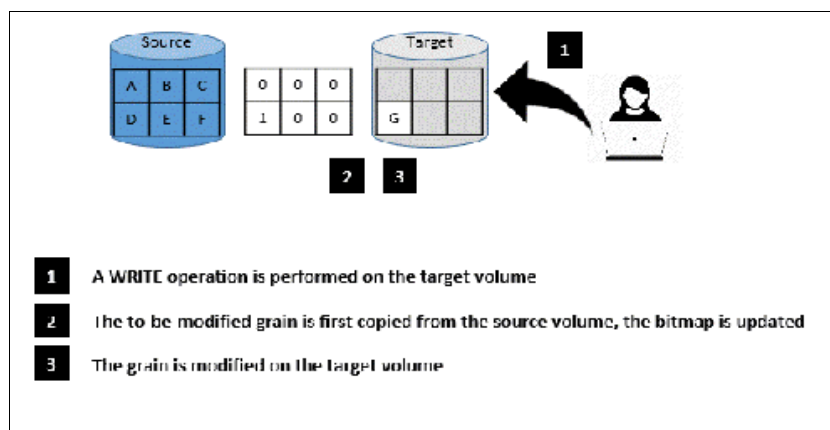 Source Target 1
A B C 0 0 0
D E F 1 0 0 G
2 3
1 A WRITE operation is performed on the target volume
2 The to be modified grain is first copied from the source volume, the bitmap is updated
3 The grain is modified on the target volume